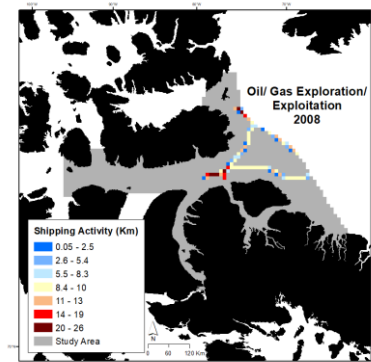 Oil/ Gas Exploration/
Exploitation
2008
Shipping Activity (Km)
0.05 - 2.5
2.6 - 5.4
5.5 - 8.3
8.4 - 10
11 - 13
14 - 19
20 - 26
Study Area
N
0 30 60 120 Km